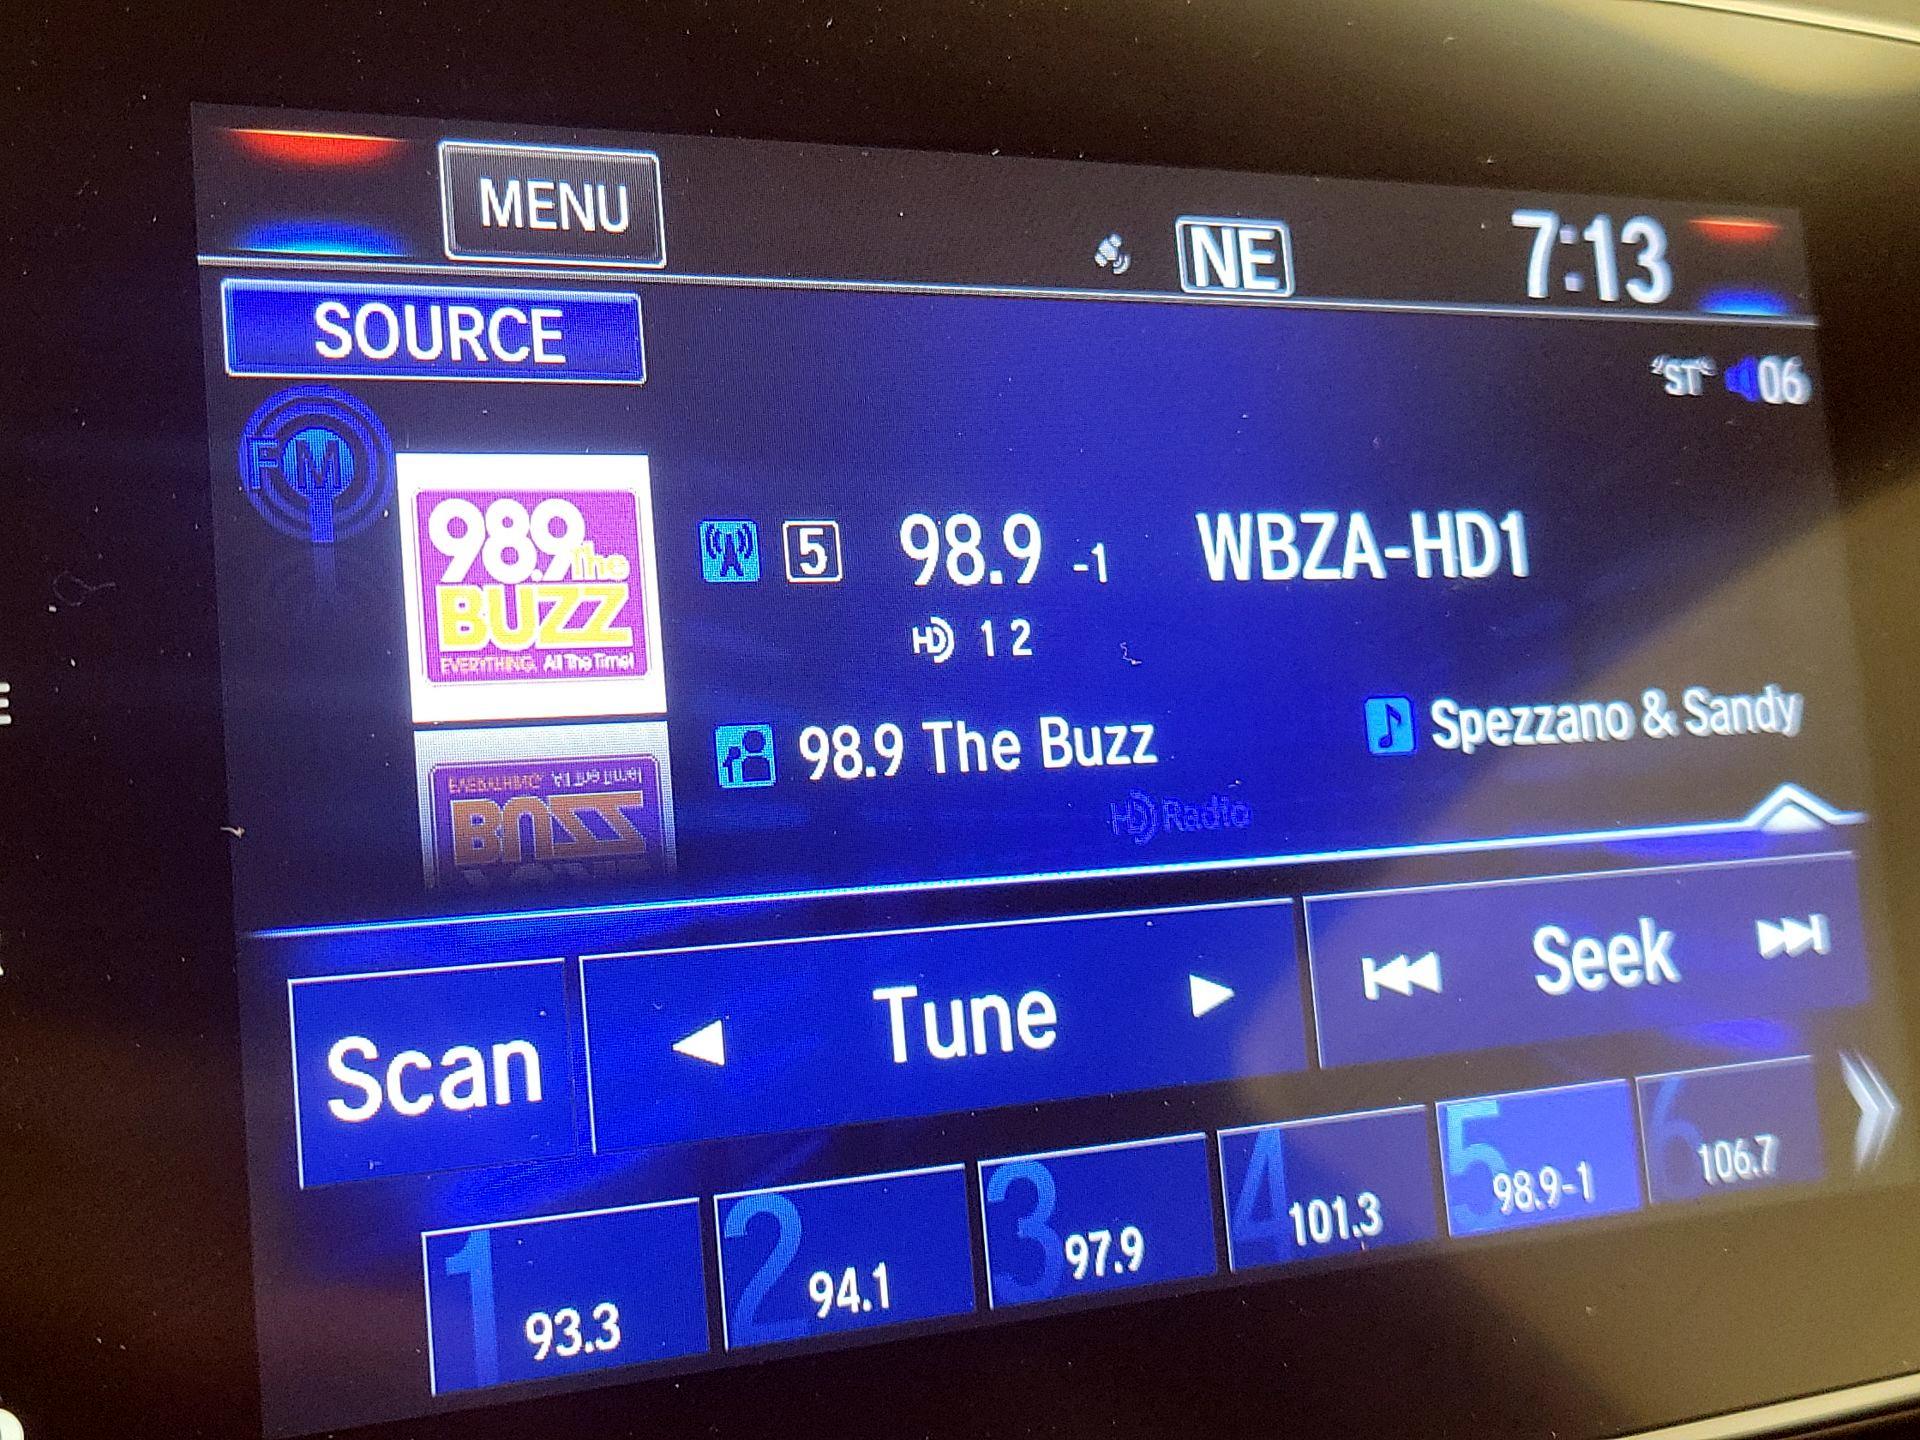 MENU
NE
7:13
SOURCE
ST 06
FM
98.9 The
BUZZ
EVERYTHING. All The Time!
5 98.9 -1 WBZA-HD1
HD 1 2
98.9 The Buzz
Spezzano & Sandy
HD Radio
Scan
Tune
Seek
1 93.3
2 94.1
3 97.9
4 101.3
5 98.9-1
6 106.7